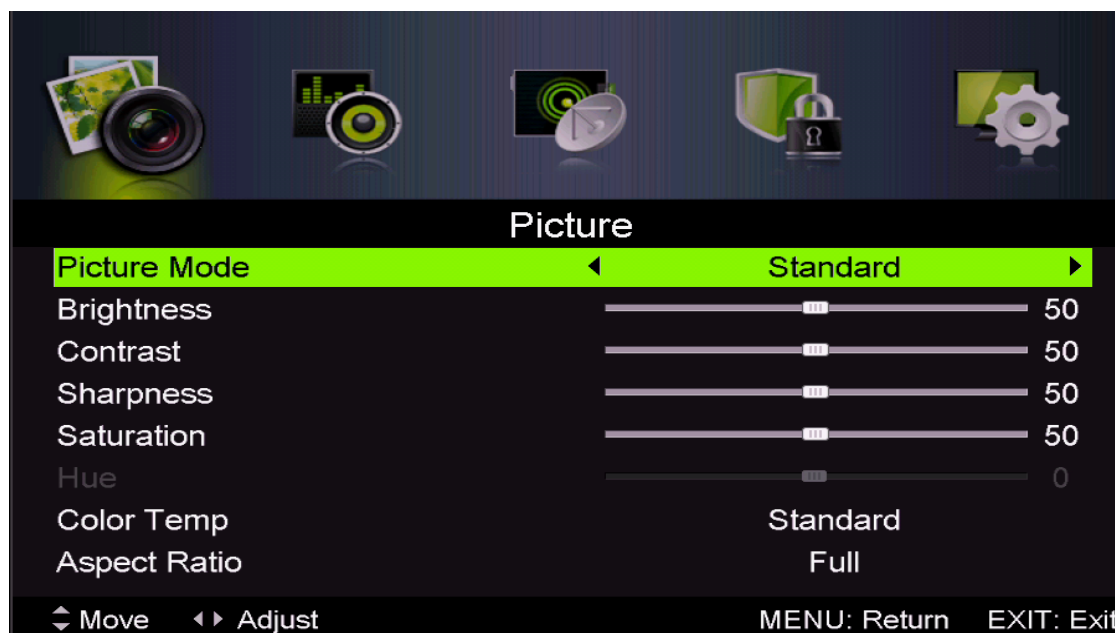 Picture
Picture Mode Standard
Brightness 50
Contrast 50
Sharpness 50
Saturation 50
Hue 0
Color Temp Standard
Aspect Ratio Full
Move Adjust MENU: Return EXIT: Exit